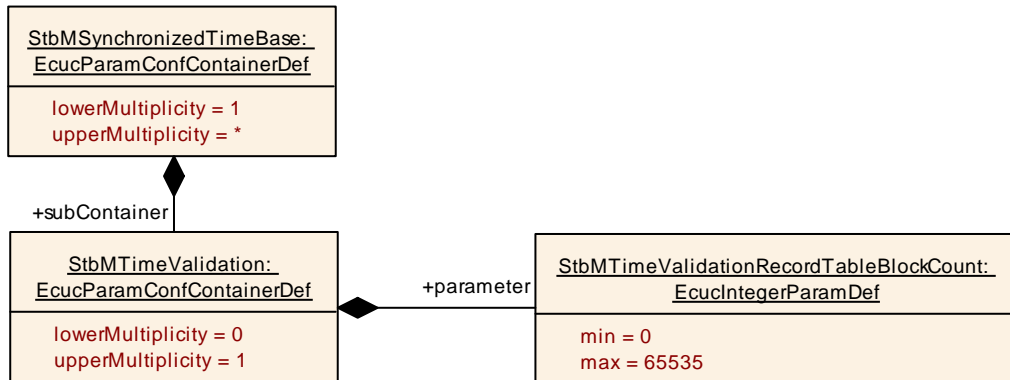 StbMSynchronizedTimeBase:
EcucParamConfContainerDef
lowerMultiplicity = 1
upperMultiplicity = *
+subContainer
StbMTimeValidation:
EcucParamConfContainerDef
lowerMultiplicity = 0
upperMultiplicity = 1
+parameter
StbMTimeValidationRecordTableBlockCount:
EcucIntegerParamDef
min = 0
max = 65535